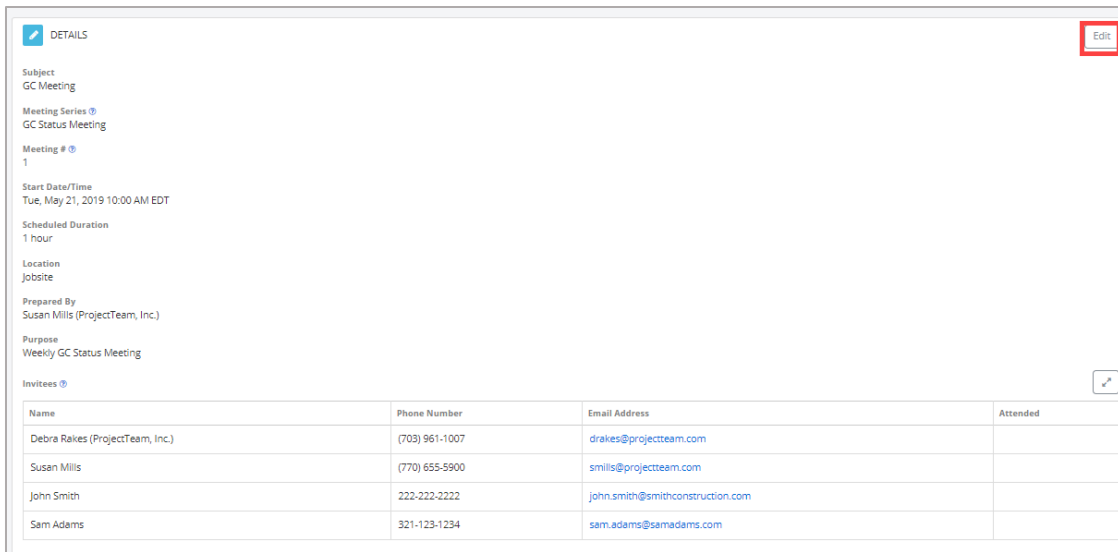 DETAILS
Edit
Subject
GC Meeting
Meeting Series
GC Status Meeting
Meeting #
1
Start Date/Time
Tue, May 21, 2019 10:00 AM EDT
Scheduled Duration
1 hour
Location
Jobsite
Prepared By
Susan Mills (ProjectTeam, Inc.)
Purpose
Weekly GC Status Meeting
Invitees
Name Phone Number Email Address Attended
Debra Rakes (ProjectTeam, Inc.) (703) 961-1007 drakes@projectteam.com
Susan Mills (770) 655-5900 smills@projectteam.com
John Smith 222-222-2222 john.smith@smithconstruction.com
Sam Adams 321-123-1234 sam.adams@samadams.com